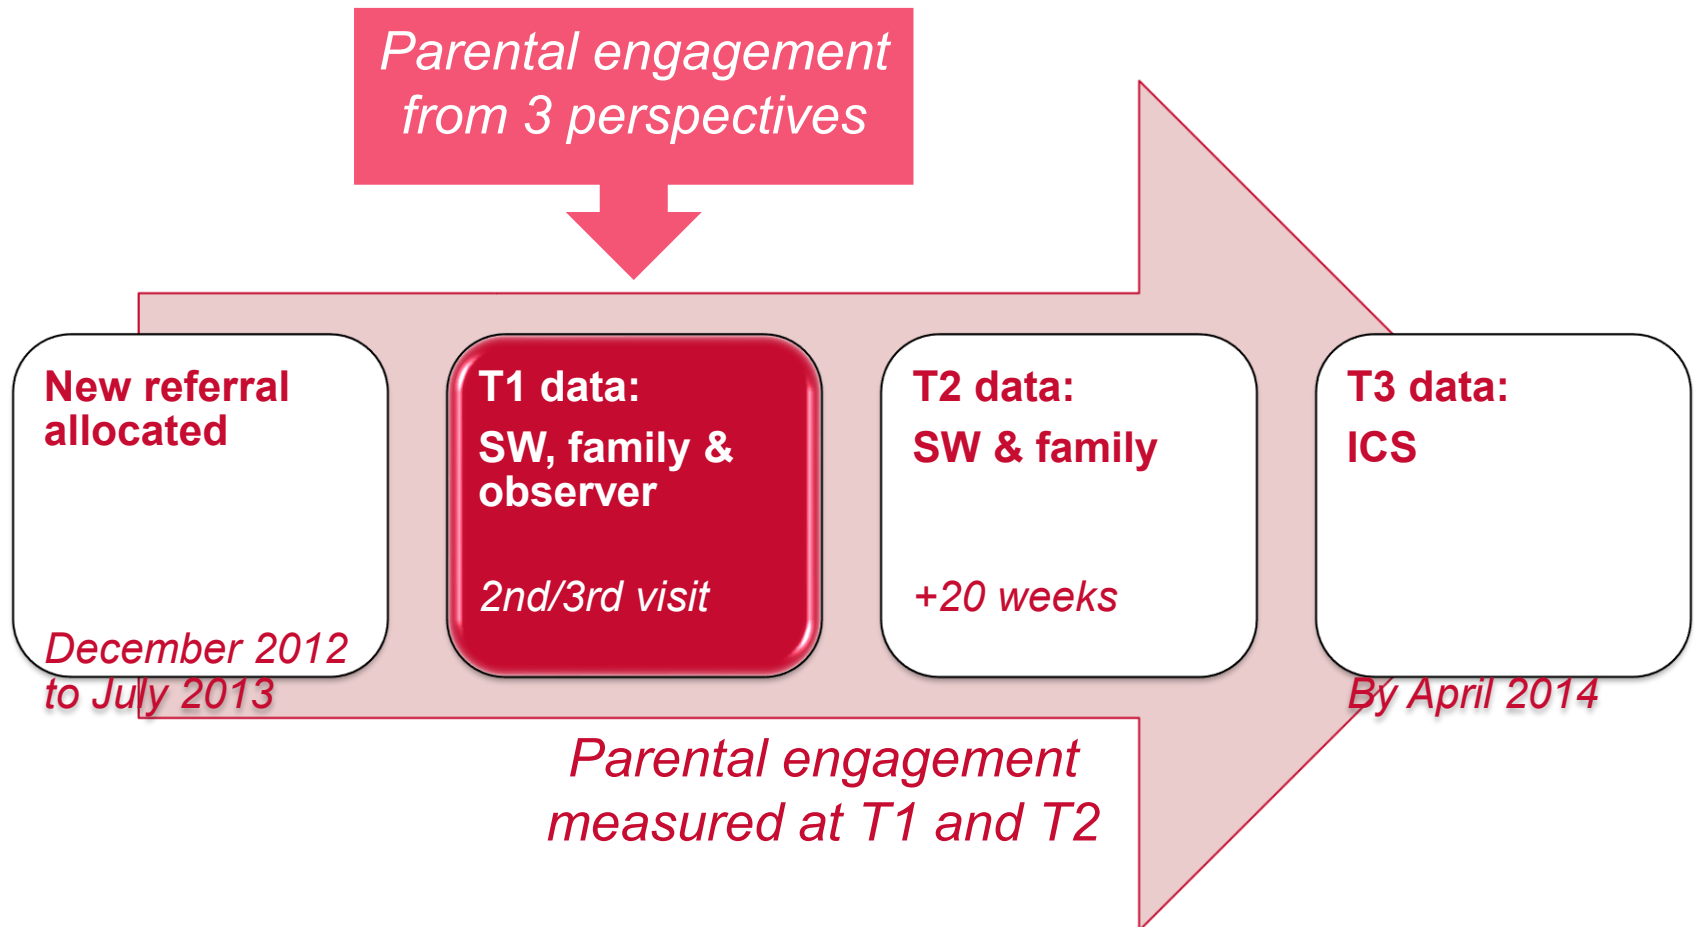 Parental engagement
from 3 perspectives
New referral
allocated
December 2012
to July 2013
T1 data:
SW, family &
observer
2nd/3rd visit
T2 data:
SW & family
+20 weeks
T3 data:
ICS
By April 2014
Parental engagement
measured at T1 and T2